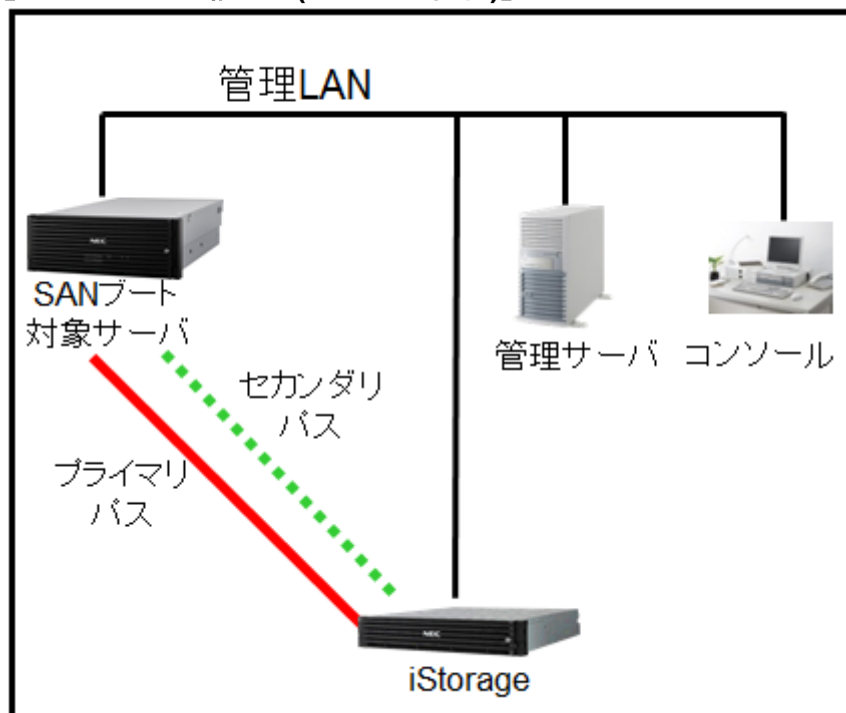 管理LAN
NEC
SANブート
対象サーバ
管理サーバ
コンソール
セカンダリ
パス
プライマリ
パス
NEC
iStorage